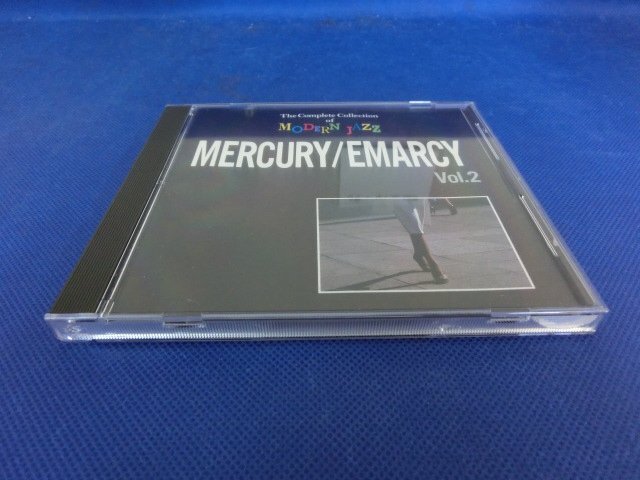 The Complete Collection
of
MODERN JAZZ
MERCURY/EMARCY
Vol.2